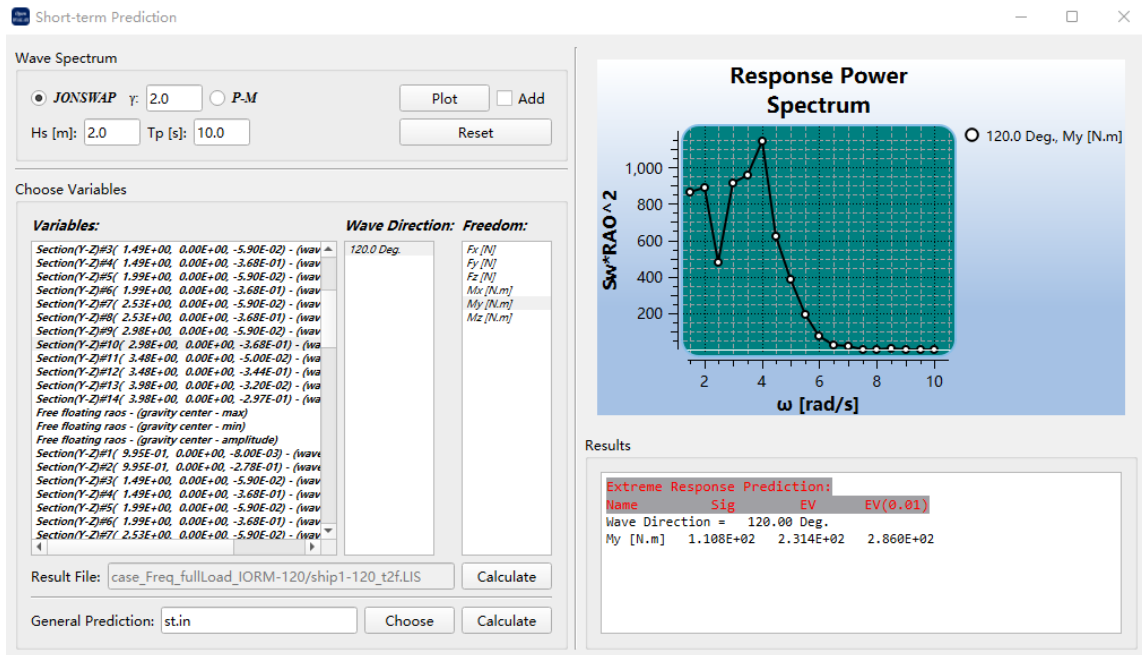 Short-term Prediction
Wave Spectrum
JONSWAP γ: 2.0 P-M Plot Add
Hs [m]: 2.0 Tp [s]: 10.0 Reset
Choose Variables
Variables: Wave Direction: Freedom:
Section(Y-Z)#3( 1.49E+00, 0.00E+00, -5.90E-02) - (wav
Section(Y-Z)#4( 1.49E+00, 0.00E+00, -3.68E-01) - (wav
Section(Y-Z)#5( 1.99E+00, 0.00E+00, -5.90E-02) - (wav
Section(Y-Z)#6( 1.99E+00, 0.00E+00, -3.68E-01) - (wav
Section(Y-Z)#7( 2.53E+00, 0.00E+00, -5.90E-02) - (wav
Section(Y-Z)#8( 2.53E+00, 0.00E+00, -3.68E-01) - (wav
Section(Y-Z)#9( 2.98E+00, 0.00E+00, -5.90E-02) - (wav
Section(Y-Z)#10( 2.98E+00, 0.00E+00, -3.68E-01) - (wa
Section(Y-Z)#11( 3.48E+00, 0.00E+00, -5.00E-02) - (wa
Section(Y-Z)#12( 3.48E+00, 0.00E+00, -3.44E-01) - (wa
Section(Y-Z)#13( 3.98E+00, 0.00E+00, -3.20E-02) - (wa
Section(Y-Z)#14( 3.98E+00, 0.00E+00, -2.97E-01) - (wa
Free floating raos - (gravity center - max)
Free floating raos - (gravity center - min)
Free floating raos - (gravity center - amplitude)
Section(Y-Z)#1( 9.95E-01, 0.00E+00, -8.00E-03) - (wave
Section(Y-Z)#2( 9.95E-01, 0.00E+00, -2.78E-01) - (wave
Section(Y-Z)#3( 1.49E+00, 0.00E+00, -5.90E-02) - (wav
Section(Y-Z)#4( 1.49E+00, 0.00E+00, -3.68E-01) - (wav
Section(Y-Z)#5( 1.99E+00, 0.00E+00, -5.90E-02) - (wav
Section(Y-Z)#6( 1.99E+00, 0.00E+00, -3.68E-01) - (wav
Section(Y-Z)#7( 2.53E+00, 0.00E+00, -5.90E-02) - (wav
120.0 Deg.
Fx [N]
Fy [N]
Fz [N]
Mx [N.m]
My [N.m]
Mz [N.m]
Result File: case_Freq_fullLoad_IORM-120/ship1-120_t2f.LIS Calculate
General Prediction: st.in Choose Calculate
Response Power
Spectrum
120.0 Deg., My [N.m]
Sw*RAO^2
1,000
800
600
400
200
2 4 6 8 10
ω [rad/s]
Results
Extreme Response Prediction:
Name Sig EV EV(0.01)
Wave Direction = 120.00 Deg.
My [N.m] 1.108E+02 2.314E+02 2.860E+02